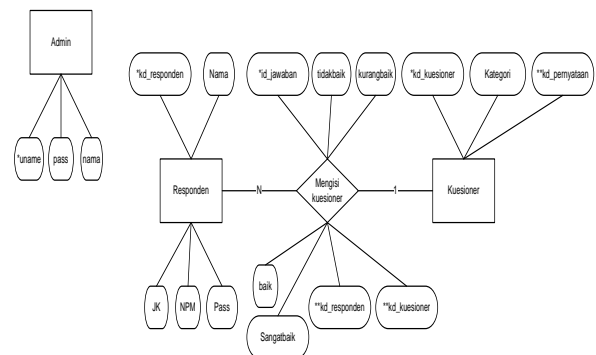 Admin
*uname
pass
nama
*kd_responden
Nama
*id_jawaban
tidakbaik
kurangbaik
*kd_kuesioner
Kategori
**kd_pernyataan
Responden
N
Mengisi
kuesioner
1
Kuesioner
JK
NPM
Pass
baik
Sangatbaik
**kd_responden
**kd_kuesioner